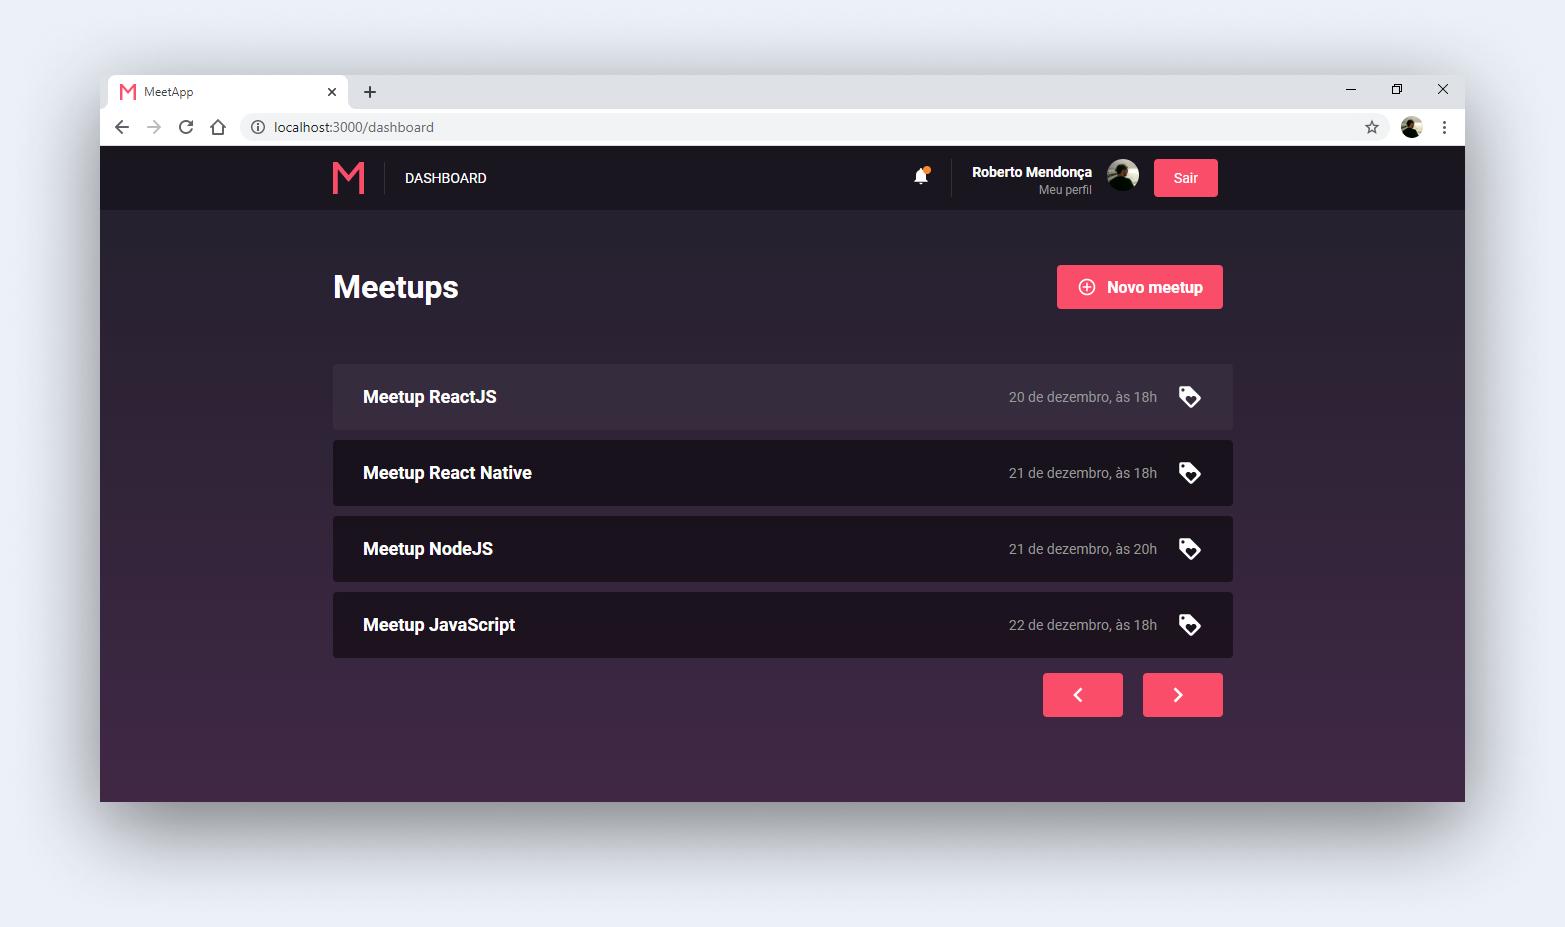 MeetApp
localhost:3000/dashboard
DASHBOARD
Roberto Mendonça
Meu perfil
Sair
Meetups
Novo meetup
Meetup ReactJS
20 de dezembro, às 18h
Meetup React Native
21 de dezembro, às 18h
Meetup NodeJS
21 de dezembro, às 20h
Meetup JavaScript
22 de dezembro, às 18h